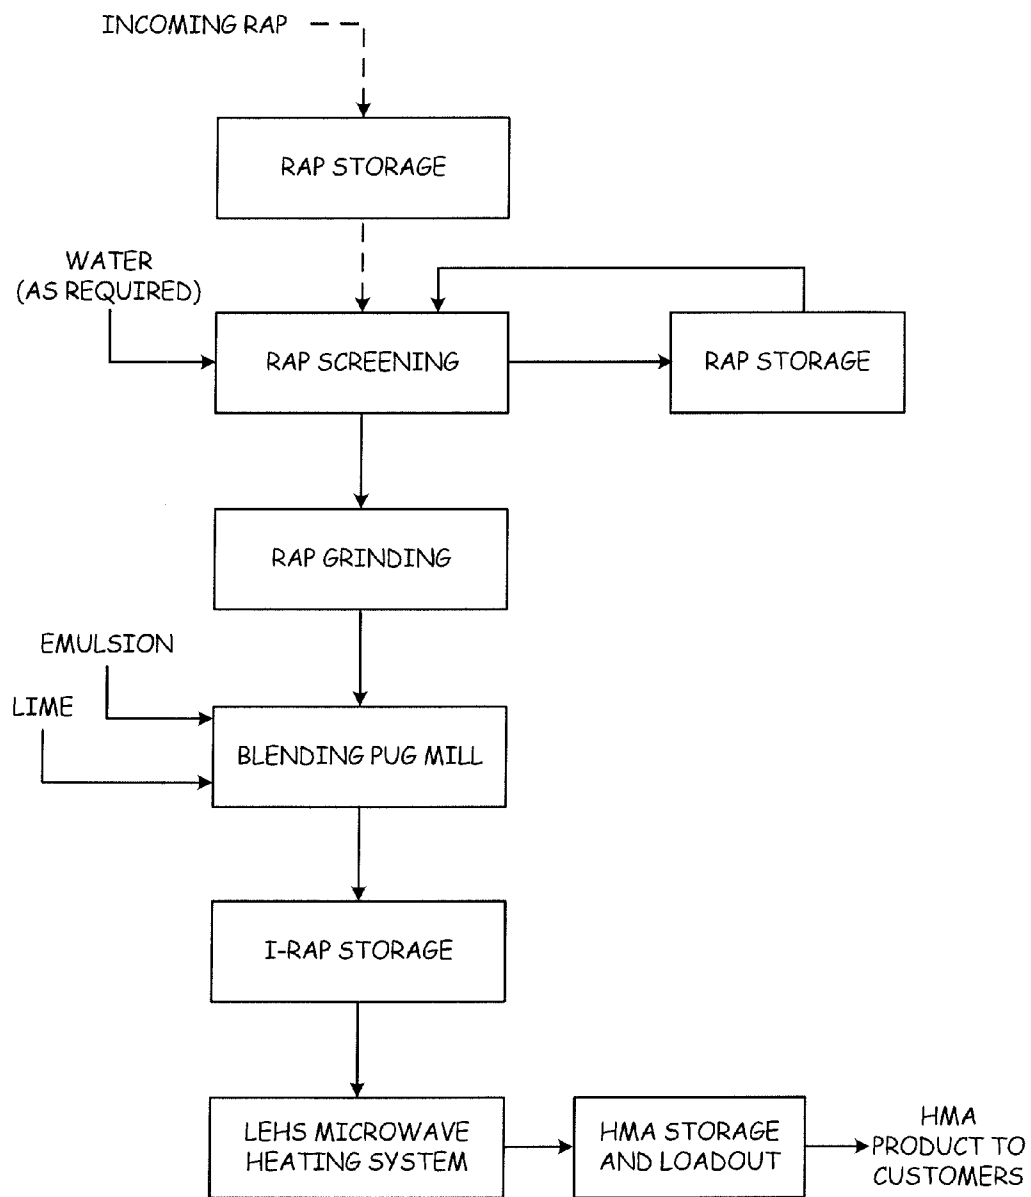 INCOMING RAP
RAP STORAGE
WATER
(AS REQUIRED)
RAP SCREENING
RAP STORAGE
RAP GRINDING
EMULSION
LIME
BLENDING PUG MILL
I-RAP STORAGE
LEHS MICROWAVE
HEATING SYSTEM
HMA STORAGE
AND LOADOUT
HMA
PRODUCT TO
CUSTOMERS